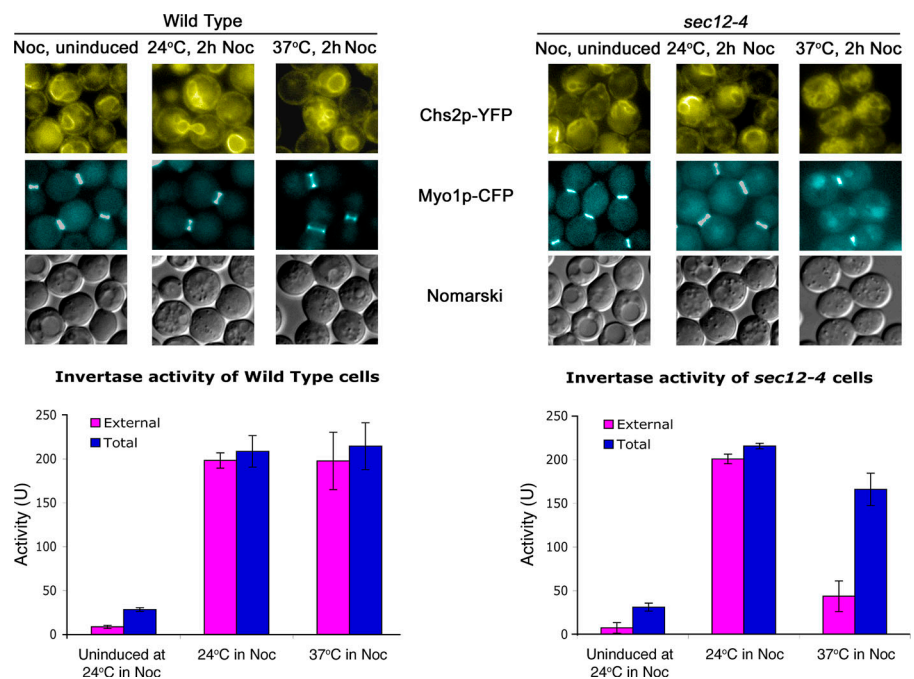 Wild Type
Noc, uninduced 24°C, 2h Noc 37°C, 2h Noc
sec12-4
Noc, uninduced 24°C, 2h Noc 37°C, 2h Noc
Chs2p-YFP
Myo1p-CFP
Nomarski
Invertase activity of Wild Type cells
250
200
150
100
50
0
Activity (U)
External
Total
Uninduced at
24°C in Noc
24°C in Noc
37°C in Noc
Invertase activity of sec12-4 cells
250
200
150
100
50
0
Activity (U)
External
Total
Uninduced at
24°C in Noc
24°C in Noc
37°C in Noc